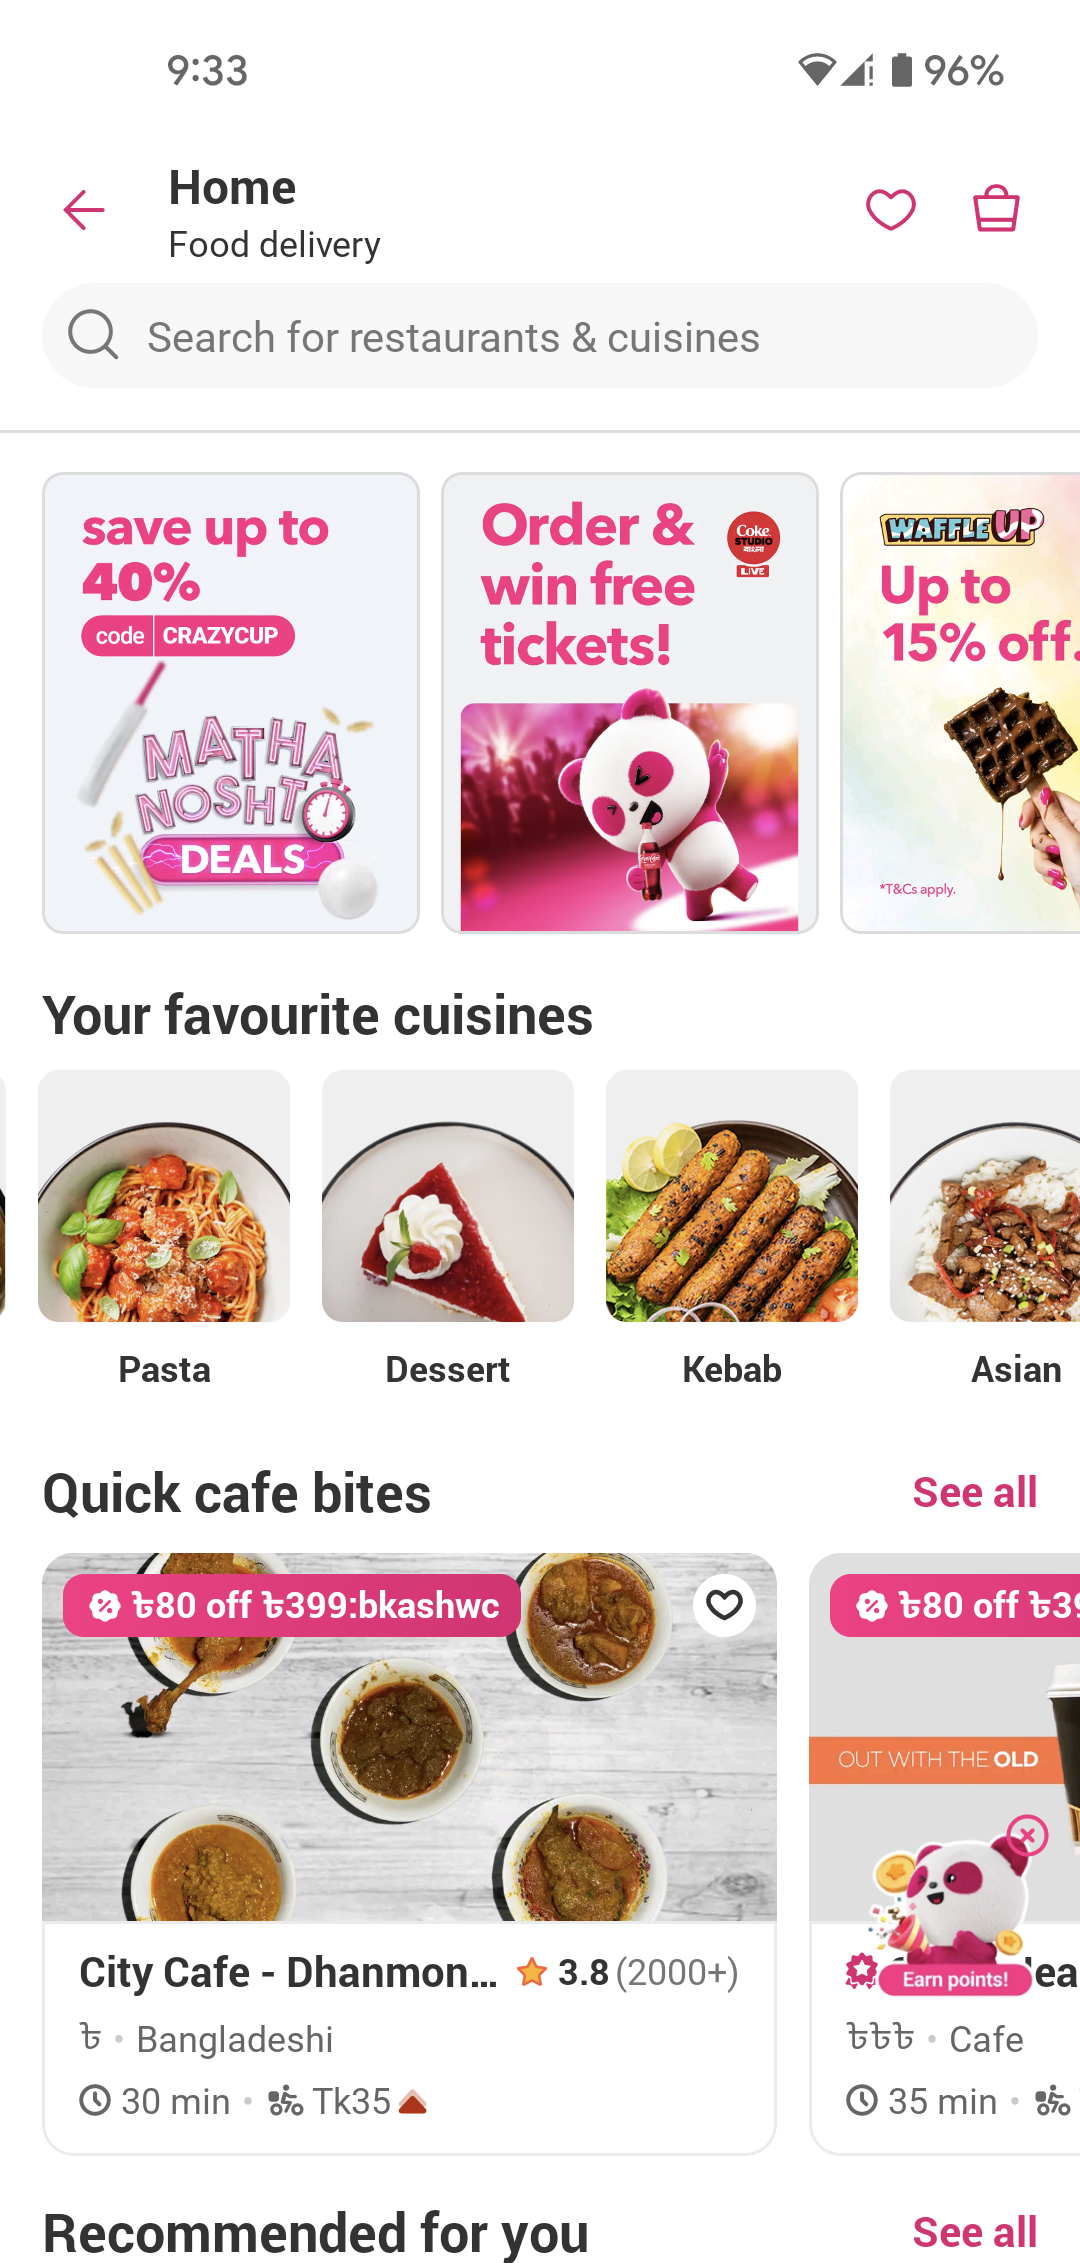 9:33
96%
Home
Food delivery
Search for restaurants & cuisines
save up to
40%
code CRAZYCUP
MATHA
NOSHTO
DEALS
Order &
win free
tickets!
Coke
STUDIO
বাংলা
LIVE
WAFFLE UP
Up to
15% off.
*T&Cs apply.
Your favourite cuisines
Pasta
Dessert
Kebab
Asian
Quick cafe bites
See all
৳80 off ৳399:bkashwc
City Cafe - Dhanmon...
3.8 (2000+)
৳ • Bangladeshi
30 min • Tk35
৳80 off ৳39
OUT WITH THE OLD
Earn points!
৳৳৳ • Cafe
35 min •
Recommended for you
See all